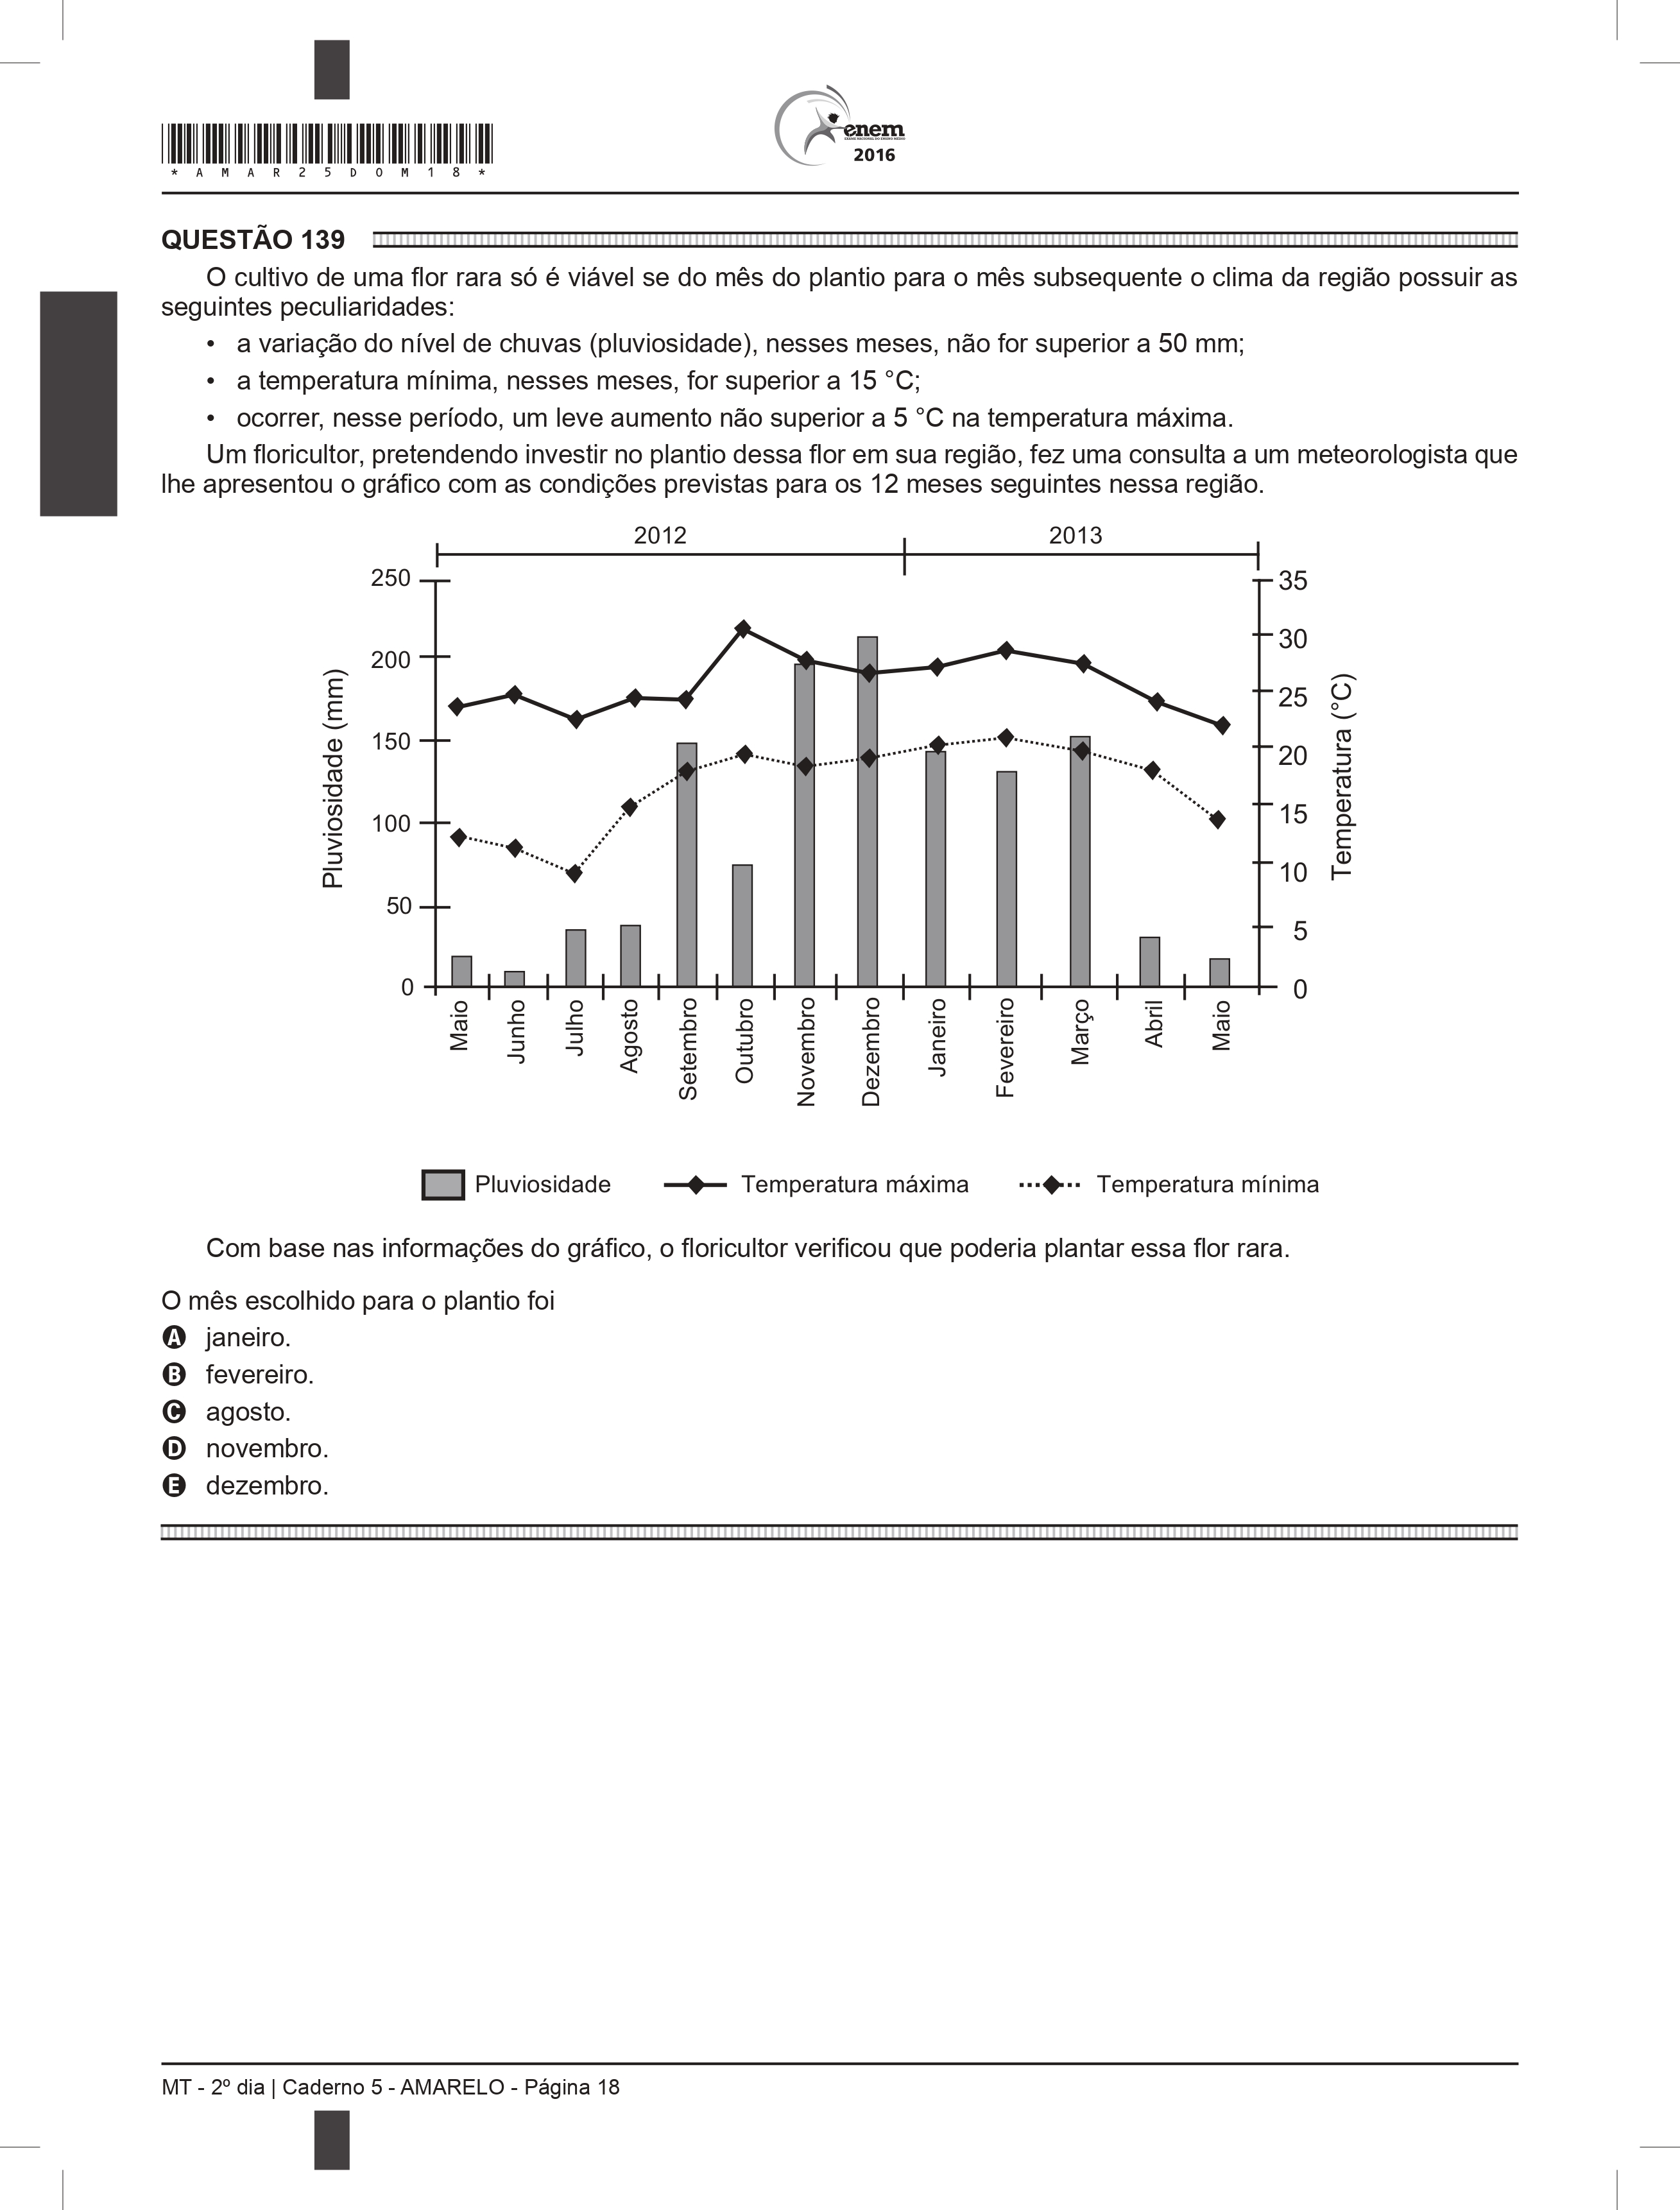 *AMAR25DOM18*
enem
EXAME NACIONAL DO ENSINO MÉDIO
2016
QUESTÃO 139
O cultivo de uma flor rara só é viável se do mês do plantio para o mês subsequente o clima da região possuir as
seguintes peculiaridades:
• a variação do nível de chuvas (pluviosidade), nesses meses, não for superior a 50 mm;
• a temperatura mínima, nesses meses, for superior a 15 °C;
• ocorrer, nesse período, um leve aumento não superior a 5 °C na temperatura máxima.
Um floricultor, pretendendo investir no plantio dessa flor em sua região, fez uma consulta a um meteorologista que
lhe apresentou o gráfico com as condições previstas para os 12 meses seguintes nessa região.
2012
2013
Pluviosidade (mm)
250
200
150
100
50
0
35
30
25
20
15
10
5
0
Temperatura (°C)
Maio
Junho
Julho
Agosto
Setembro
Outubro
Novembro
Dezembro
Janeiro
Fevereiro
Março
Abril
Maio
Pluviosidade
Temperatura máxima
Temperatura mínima
Com base nas informações do gráfico, o floricultor verificou que poderia plantar essa flor rara.
O mês escolhido para o plantio foi
A janeiro.
B fevereiro.
C agosto.
D novembro.
E dezembro.
MT - 2º dia | Caderno 5 - AMARELO - Página 18